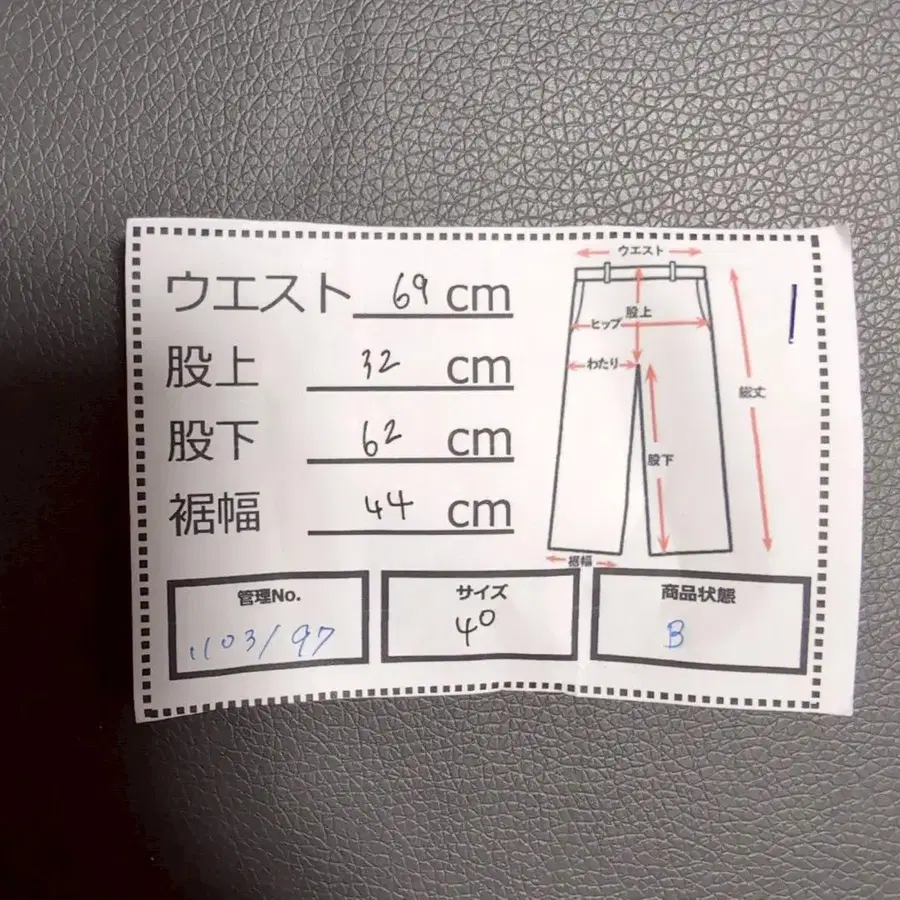 ウエスト 69 cm
股上 32 cm
股下 62 cm
裾幅 44 cm
ウエスト
股上
ヒップ
わたり
総丈
股下
裾幅
管理No.
1103/97
サイズ
40
商品状態
B